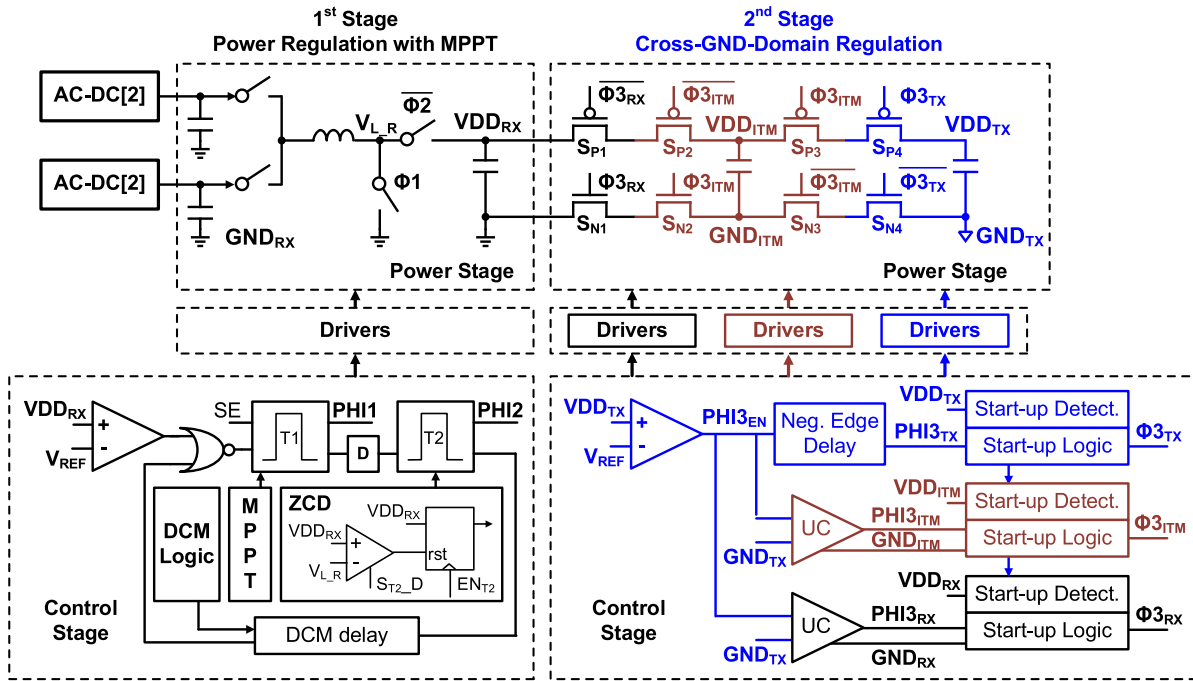 1st Stage
Power Regulation with MPPT
2nd Stage
Cross-GND-Domain Regulation
AC-DC[2]
AC-DC[2]
GNDRX
VL_R
Φ2
Φ1
VDDRX
Power Stage
Φ3RX
Φ3ITM
Φ3ITM
Φ3TX
VDDITM
VDDTX
SP1
SP2
SP3
SP4
Φ3RX
Φ3ITM
Φ3ITM
Φ3TX
SN1
SN2
SN3
SN4
GNDITM
GNDTX
Power Stage
Drivers
Drivers
Drivers
Drivers
VDDRX
+
-
VREF
SE
T1
PHI1
D
T2
PHI2
DCM
Logic
M
P
P
T
ZCD
VDDRX
VDDRX
+
-
VL_R
rst
ST2_D
ENT2
Control
Stage
DCM delay
VDDTX
+
-
VREF
PHI3EN
Neg. Edge
Delay
PHI3TX
VDDTX
Start-up Detect.
Start-up Logic
Φ3TX
UC
GNDTX
PHI3ITM
GNDITM
VDDITM
Start-up Detect.
Start-up Logic
Φ3ITM
UC
GNDTX
PHI3RX
GNDRX
VDDRX
Start-up Detect.
Start-up Logic
Φ3RX
Control
Stage